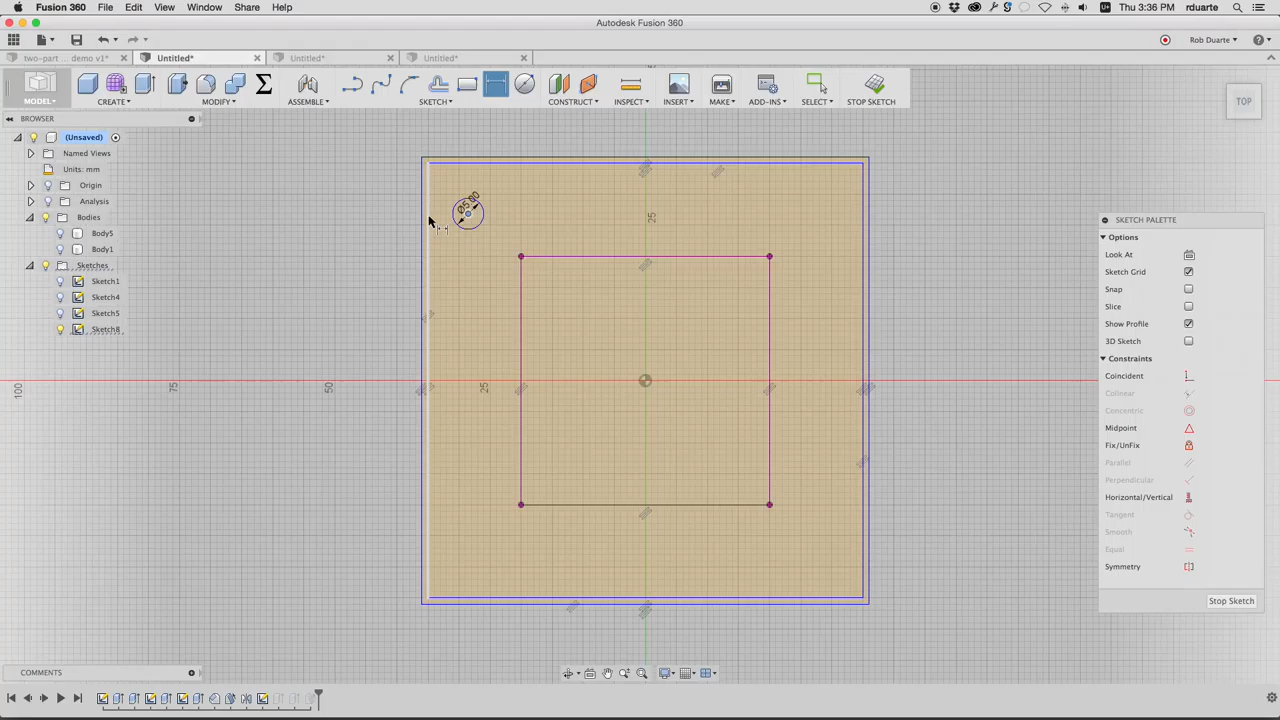 Fusion 360 File Edit View Window Share Help Thu 3:36 PM rduarte
Autodesk Fusion 360
Rob Duarte
two-part ... demo v1* Untitled* Untitled* Untitled*
MODEL CREATE MODIFY ASSEMBLE SKETCH CONSTRUCT INSPECT INSERT MAKE ADD-INS SELECT STOP SKETCH
BROWSER
TOP
(Unsaved)
Named Views
Units: mm
Origin
Analysis
Bodies
Body5
Body1
Sketches
Sketch1
Sketch4
Sketch5
Sketch8
Ø5.00
25
100 75 50 25
SKETCH PALETTE
Options
Look At
Sketch Grid
Snap
Slice
Show Profile
3D Sketch
Constraints
Coincident
Colinear
Concentric
Midpoint
Fix/UnFix
Parallel
Perpendicular
Horizontal/Vertical
Tangent
Smooth
Equal
Symmetry
Stop Sketch
COMMENTS